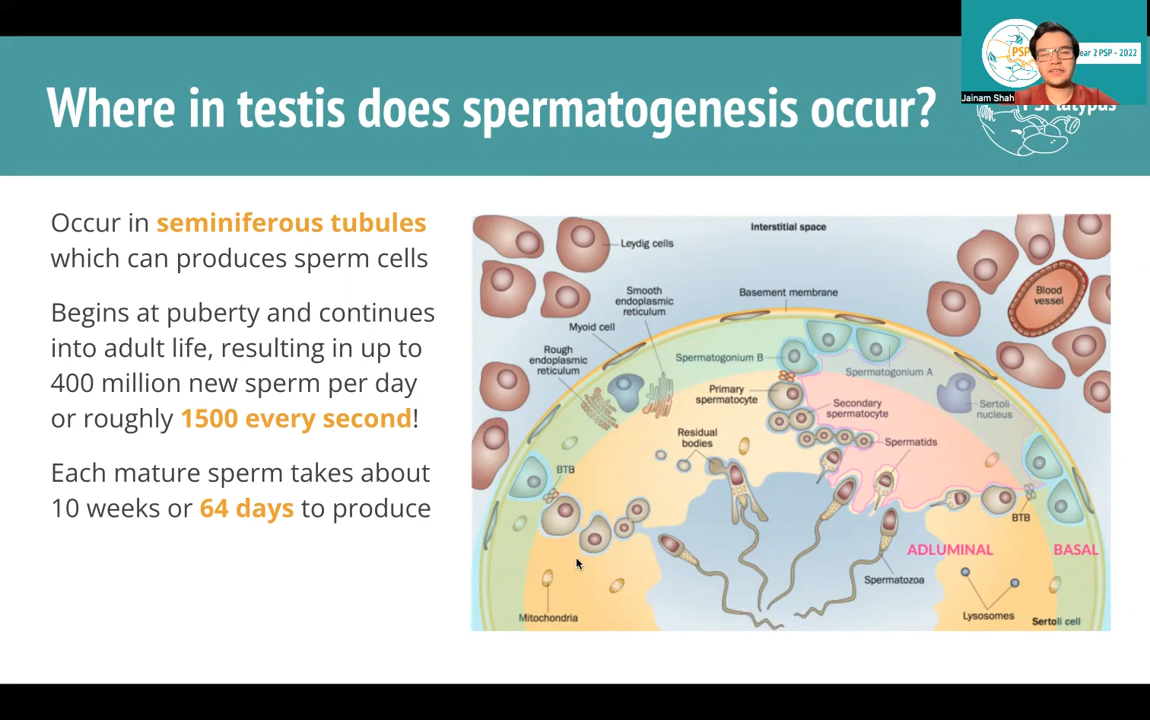 PSP
Year 2 PSP - 2022
Jainam Shah
Where in testis does spermatogenesis occur?
Occur in seminiferous tubules
which can produces sperm cells
Begins at puberty and continues
into adult life, resulting in up to
400 million new sperm per day
or roughly 1500 every second!
Each mature sperm takes about
10 weeks or 64 days to produce
Interstitial space
Leydig cells
Smooth
endoplasmic
reticulum
Basement membrane
Blood
vessel
Myoid cell
Rough
endoplasmic
reticulum
Spermatogonium B
Spermatogonium A
Primary
spermatocyte
Secondary
spermatocyte
Sertoli
nucleus
Residual
bodies
Spermatids
BTB
BTB
ADLUMINAL
BASAL
Spermatozoa
Mitochondria
Lysosomes
Sertoli cell